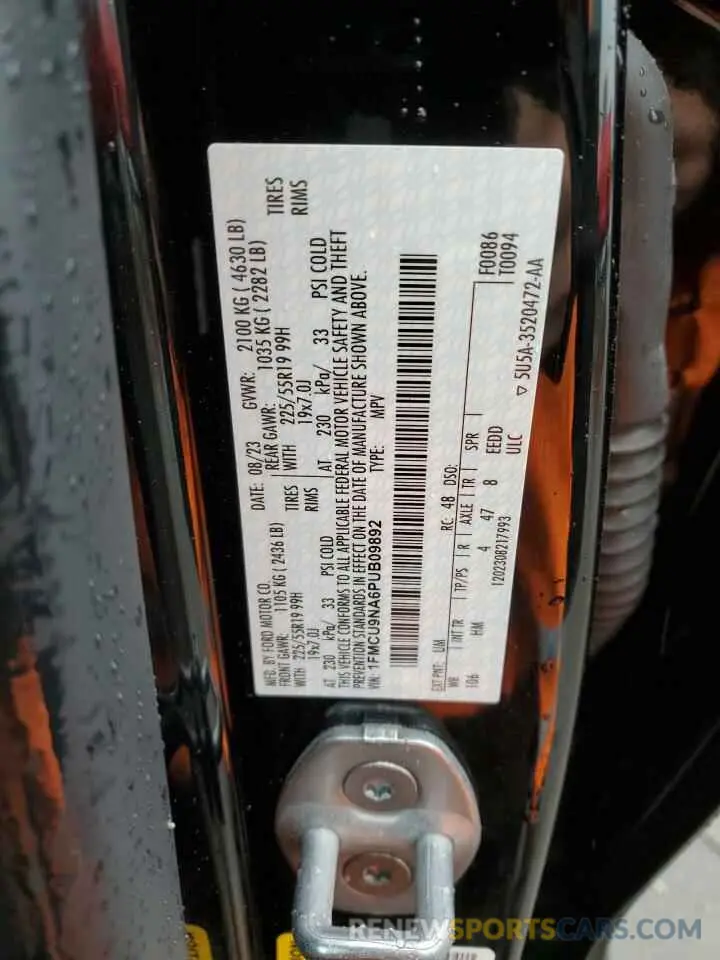 MFD. BY FORD MOTOR CO. DATE: 08/23 GVWR: 2100 KG ( 4630 LB)
FRONT GAWR: 1105 KG ( 2436 LB) REAR GAWR: 1035 KG ( 2282 LB)
WITH 225/55R19 99H TIRES WITH 225/55R19 99H TIRES
19x7.0J RIMS 19x7.0J RIMS
AT 230 kPa/ 33 PSI COLD AT 230 kPa/ 33 PSI COLD
THIS VEHICLE CONFORMS TO ALL APPLICABLE FEDERAL MOTOR VEHICLE SAFETY AND THEFT
PREVENTION STANDARDS IN EFFECT ON THE DATE OF MANUFACTURE SHOWN ABOVE.
VIN: 1FMCU9NA6PUB09892 TYPE: MPV
EXT PNT: UM RC: 48 DSO:
WB INT TR TP/PS R AXLE TR SPR F0086
106 HM 4 47 8 EEDD T0094
1202308217993 ULC
5U5A-3520472-AA
RENEWSPORTSCARS.COM